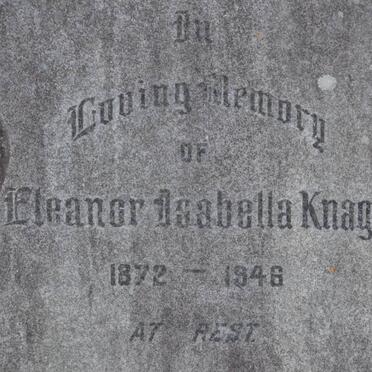 In
Loving Memory
OF
Eleanor Isabella Knag
1872 — 1946
AT REST